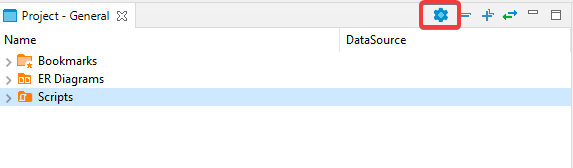 Project - General
Name DataSource
Bookmarks
ER Diagrams
Scripts